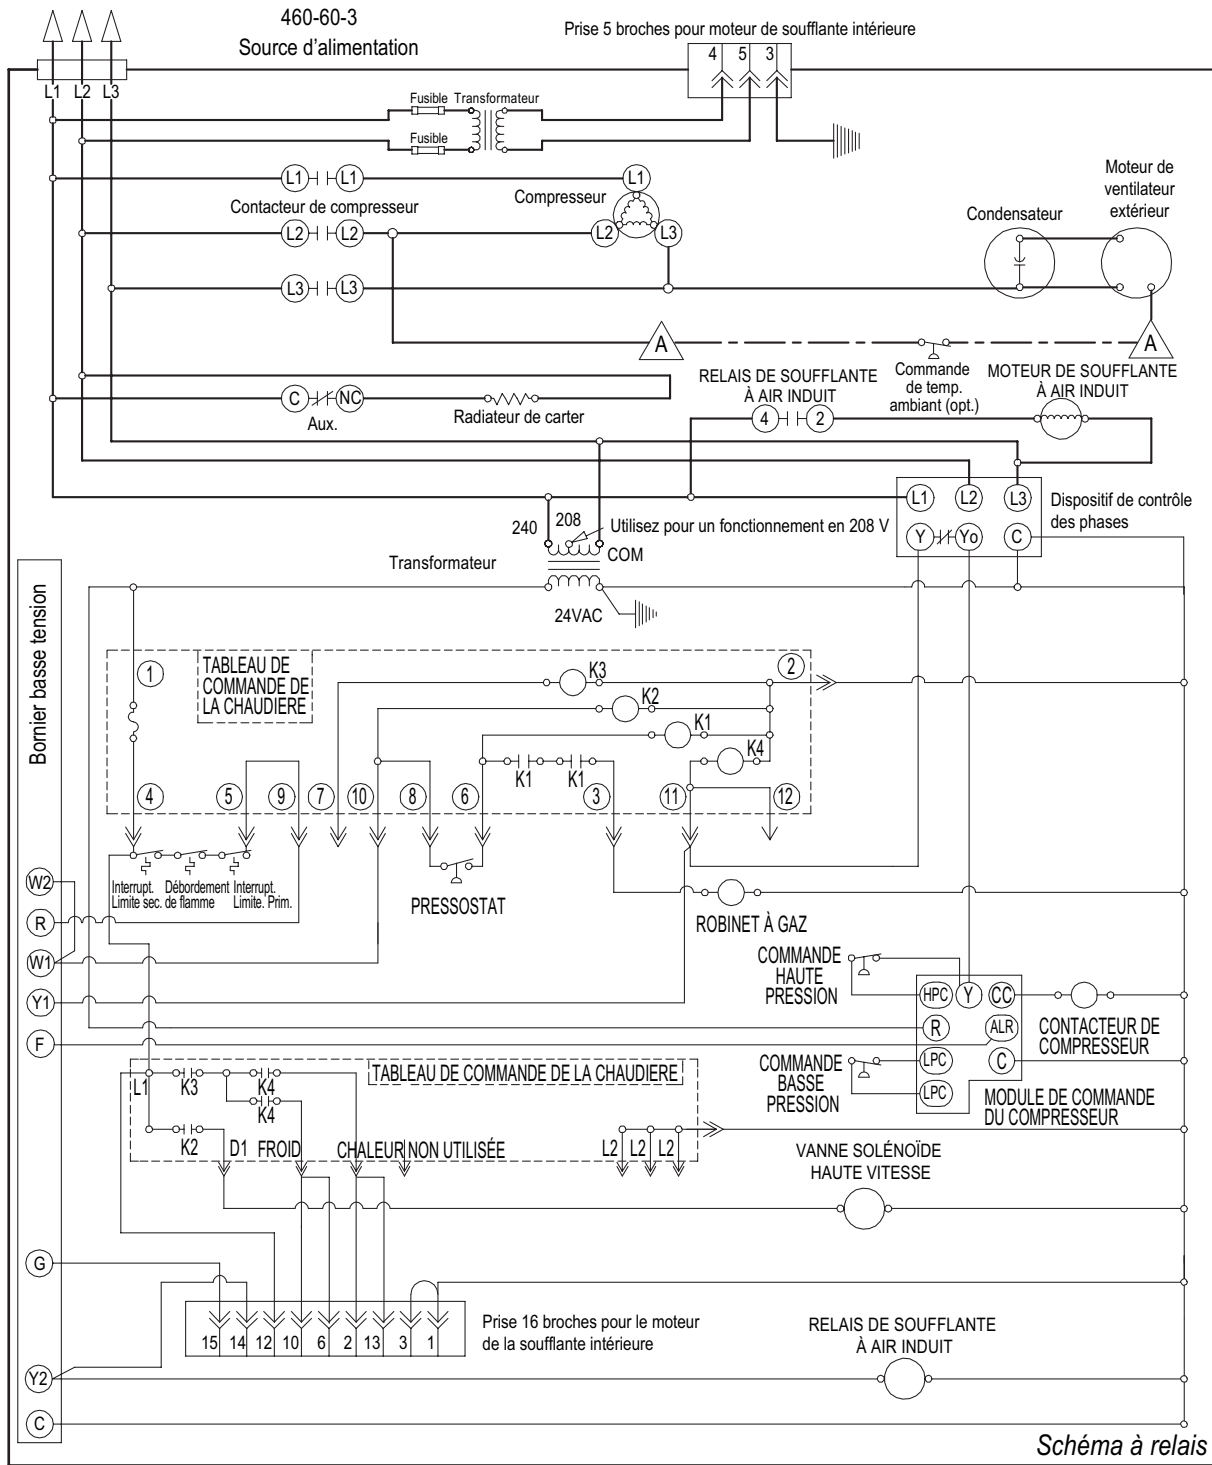 460-60-3
Source d'alimentation
Prise 5 broches pour moteur de soufflante intérieure
4 5 3
L1 L2 L3
Fusible Transformateur
Fusible
L1 L1
L1
Contacteur de compresseur
Compresseur
L2 L2
L2 L3
L3 L3
Condensateur
Moteur de
ventilateur
extérieur
A
A
Commande
de temp.
ambiant (opt.)
C NC
Aux.
Radiateur de carter
RELAIS DE SOUFFLANTE
À AIR INDUIT
4 2
MOTEUR DE SOUFFLANTE
À AIR INDUIT
L1 L2 L3
Y Yo C
Dispositif de contrôle
des phases
240 208
Utilisez pour un fonctionnement en 208 V
COM
Transformateur
24VAC
Bornier basse tension
1
TABLEAU DE
COMMANDE DE
LA CHAUDIERE
K3
2
K2
K1
K4
K1 K1
4 5 9 7 10 8 6 3 11 12
Interrupt.
Limite sec.
Débordement
de flamme
Interrupt.
Limite. Prim.
PRESSOSTAT
ROBINET À GAZ
W2
R
W1
Y1
F
COMMANDE
HAUTE
PRESSION
HPC Y CC
R ALR
LPC C
LPC
CONTACTEUR DE
COMPRESSEUR
COMMANDE
BASSE
PRESSION
MODULE DE COMMANDE
DU COMPRESSEUR
TABLEAU DE COMMANDE DE LA CHAUDIERE
L1 K3 K4
K4
K2 D1 FROID CHALEUR NON UTILISÉE
L2 L2 L2
VANNE SOLÉNOÏDE
HAUTE VITESSE
G
15 14 12 10 6 2 13 3 1
Prise 16 broches pour le moteur
de la soufflante intérieure
RELAIS DE SOUFFLANTE
À AIR INDUIT
Y2
C
Schéma à relais